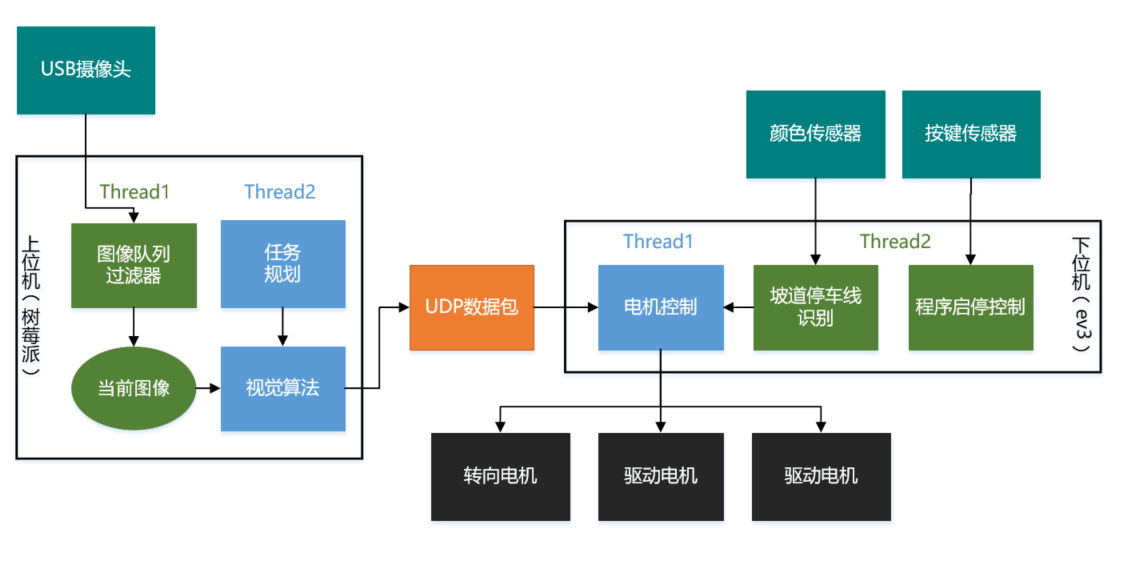 USB摄像头
颜色传感器
按键传感器
上位机（树莓派）
Thread1
Thread2
图像队列
过滤器
任务
规划
当前图像
视觉算法
UDP数据包
Thread1
Thread2
电机控制
坡道停车线
识别
程序启停控制
下位机（ev3）
转向电机
驱动电机
驱动电机